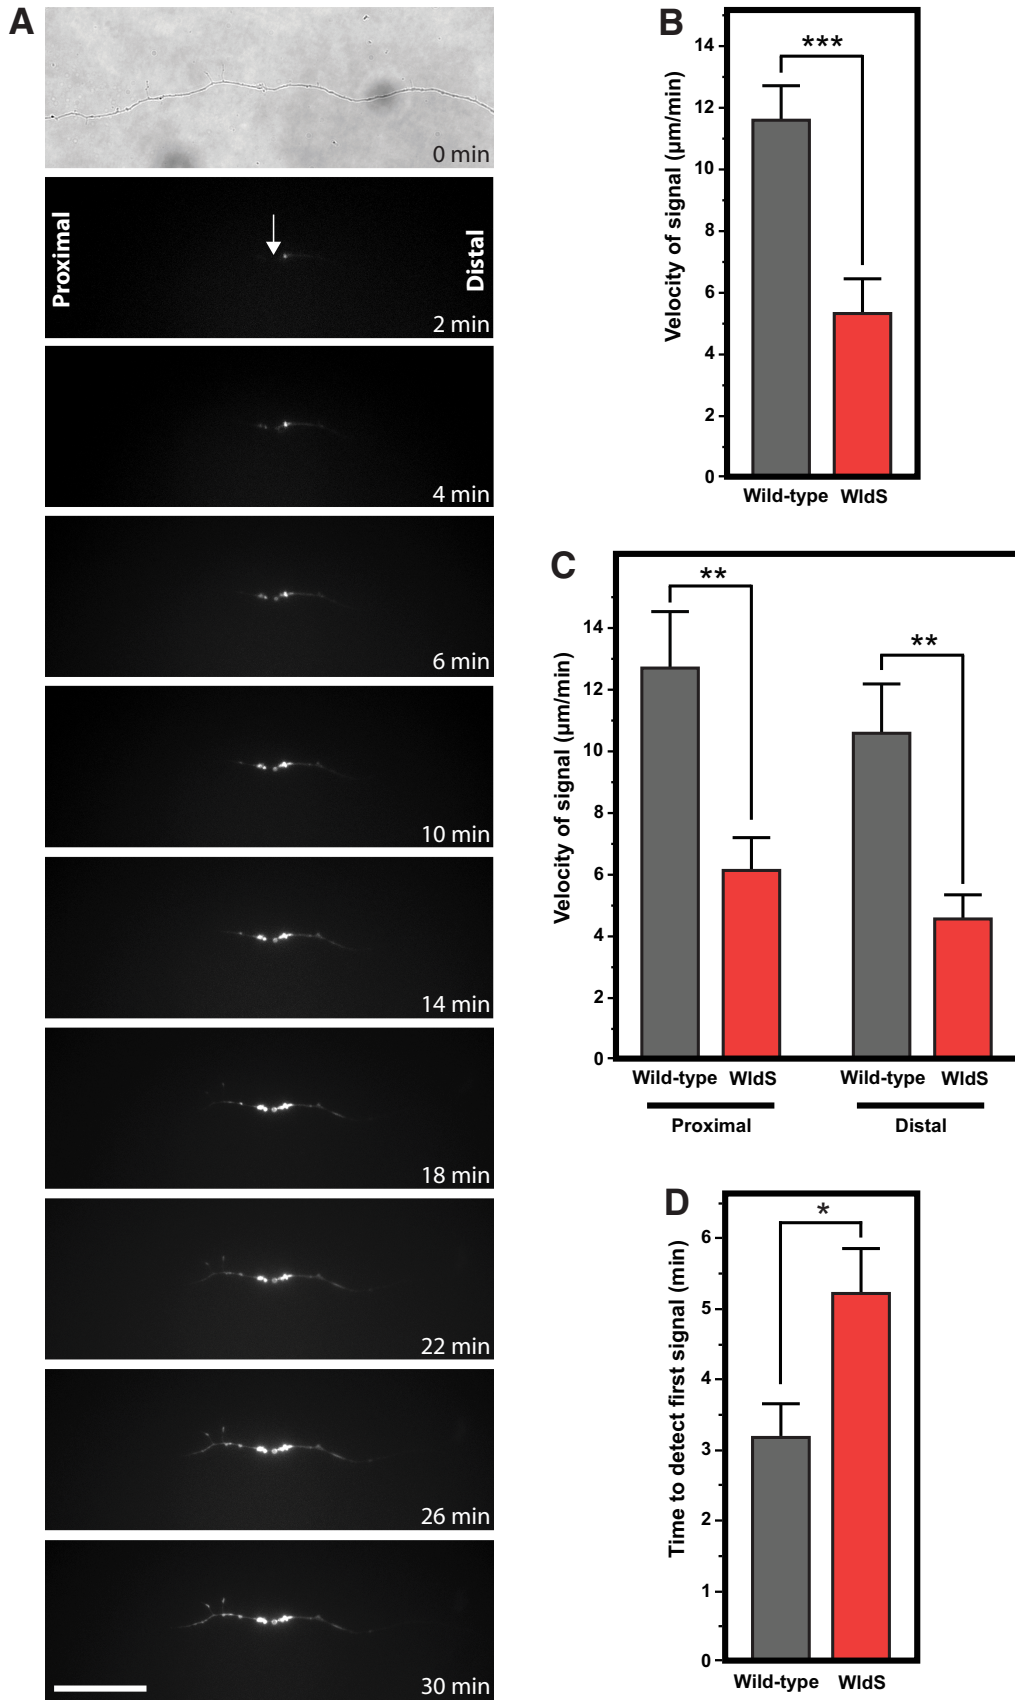 A
0 min
Proximal
Distal
2 min
4 min
6 min
10 min
14 min
18 min
22 min
26 min
30 min
B
Velocity of signal (µm/min)
14
12
10
8
6
4
2
0
***
Wild-type WldS
C
Velocity of signal (µm/min)
14
12
10
8
6
4
2
0
**
**
Wild-type WldS Wild-type WldS
Proximal Distal
D
Time to detect first signal (min)
6
5
4
3
2
1
0
*
Wild-type WldS